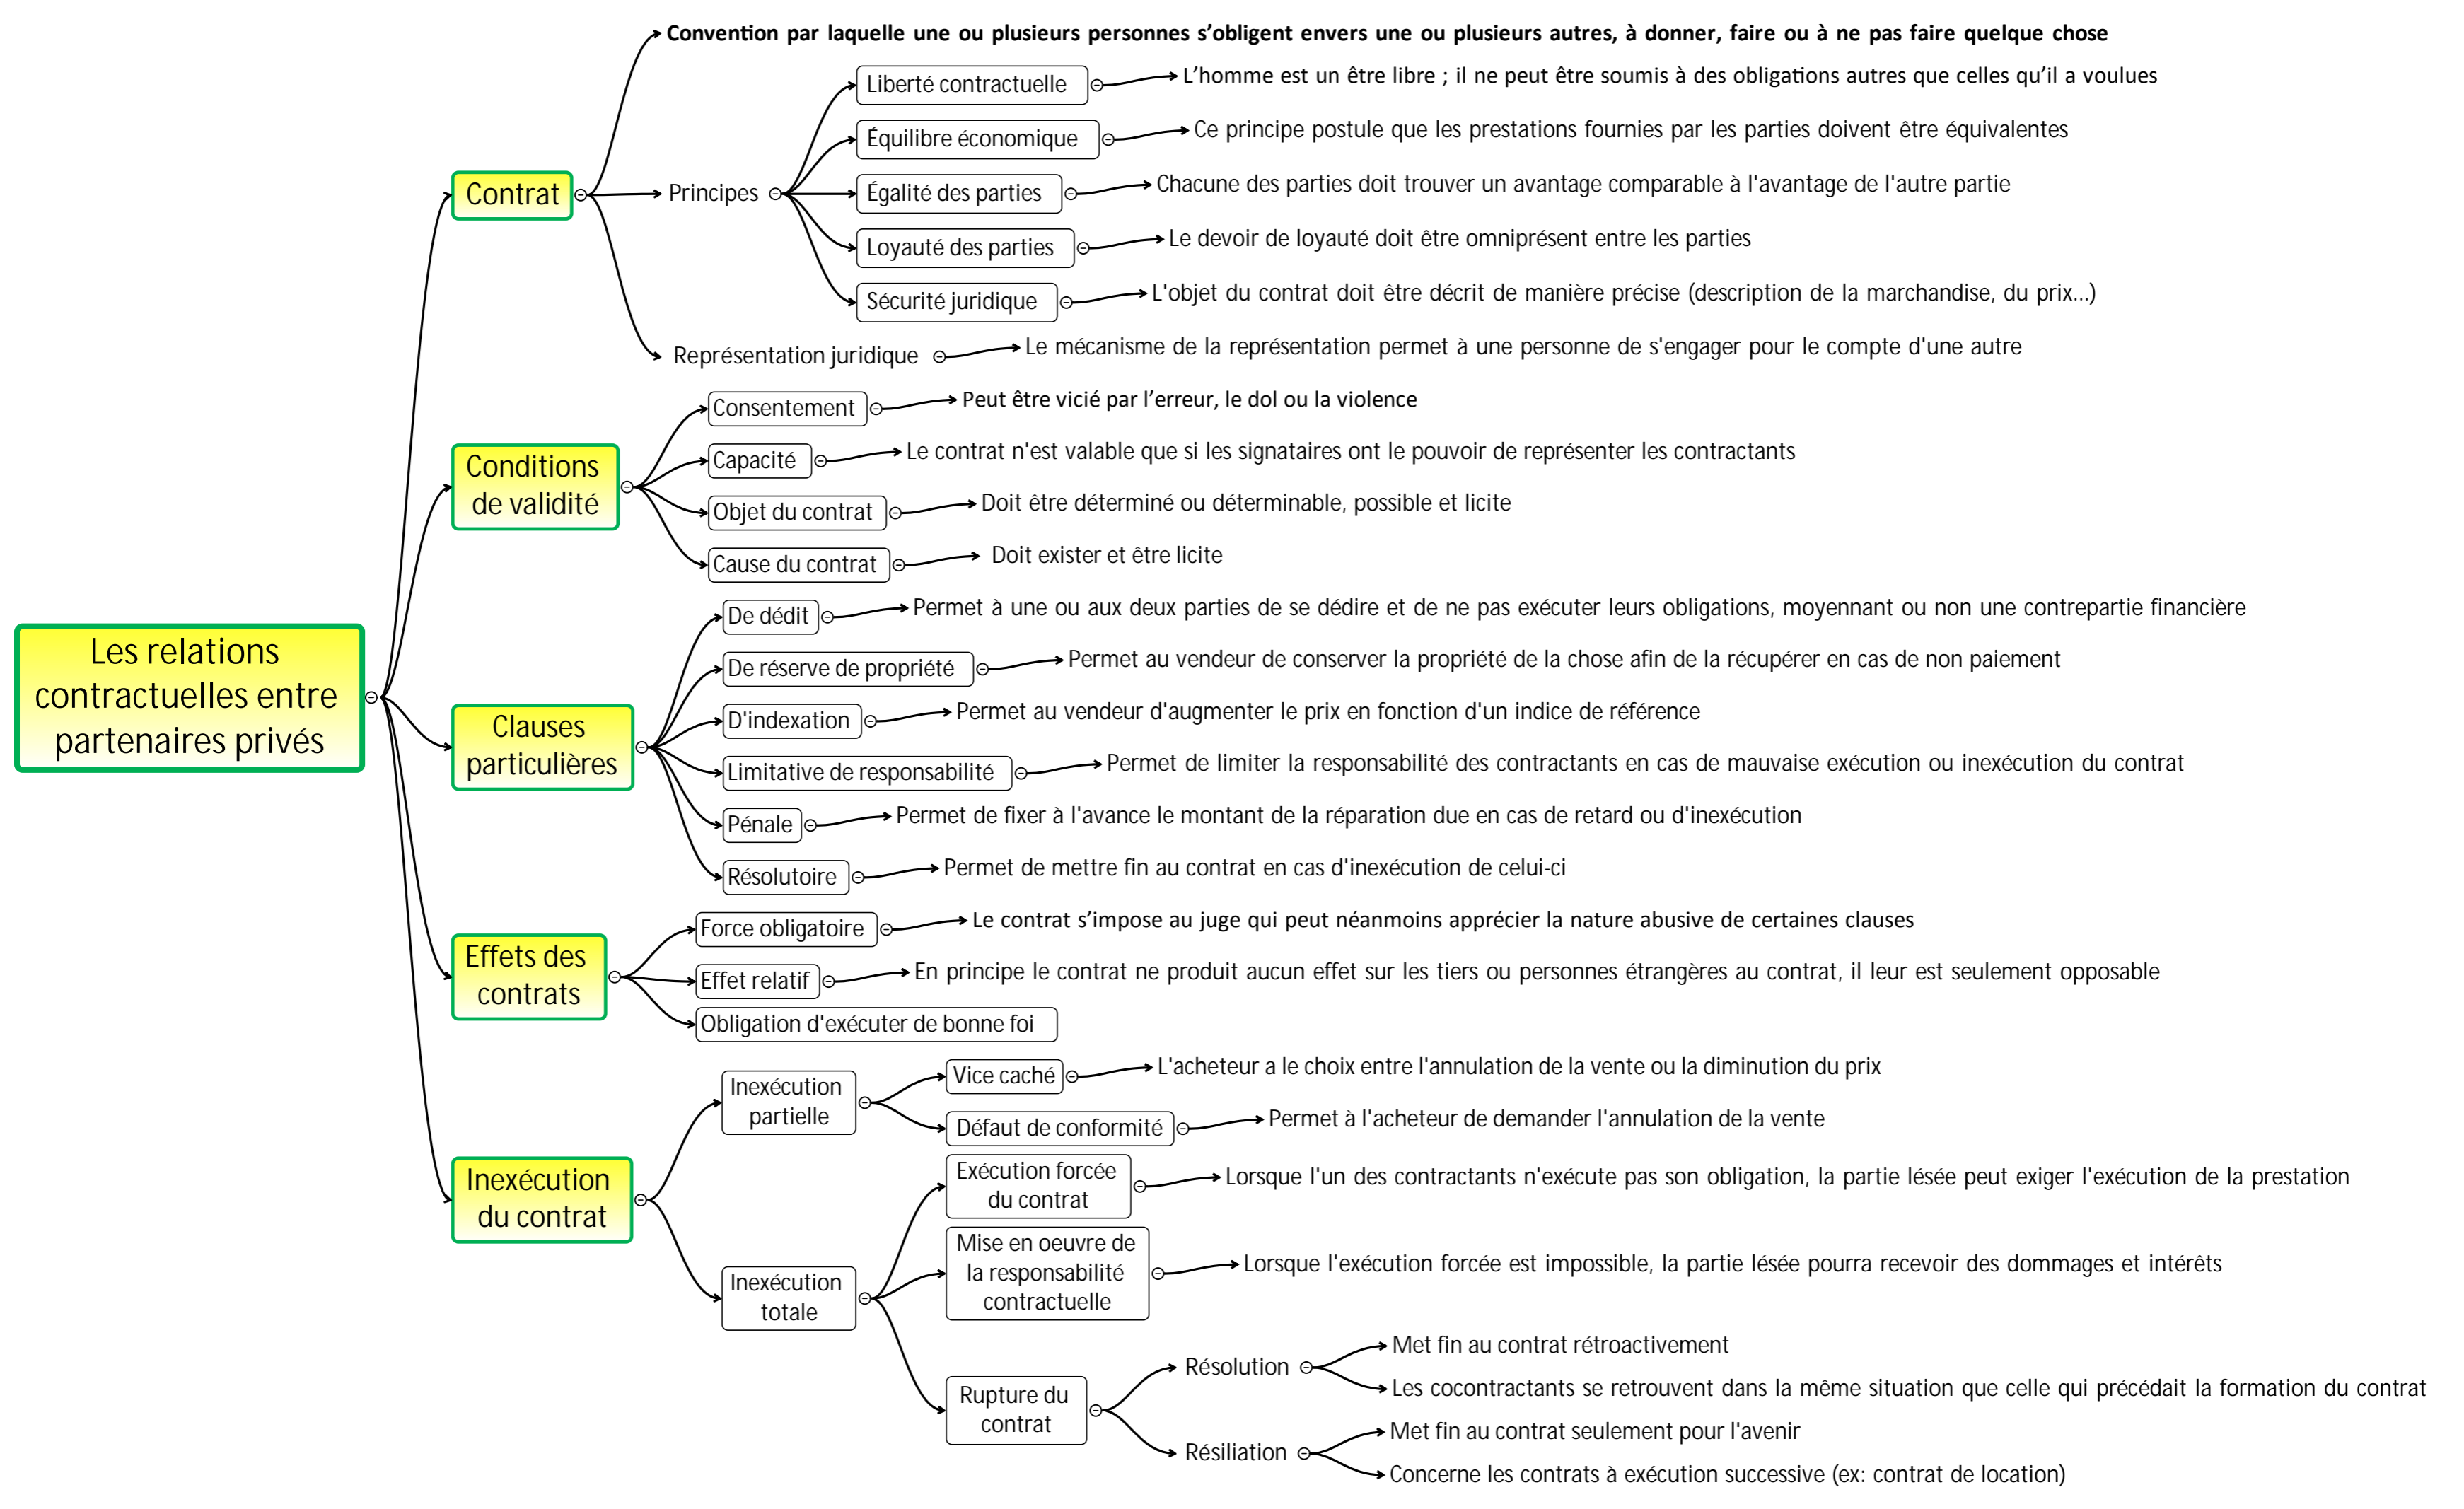 Convention par laquelle une ou plusieurs personnes s’obligent envers une ou plusieurs autres, à donner, faire ou à ne pas faire quelque chose
Liberté contractuelle
L’homme est un être libre ; il ne peut être soumis à des obligations autres que celles qu’il a voulues
Équilibre économique
Ce principe postule que les prestations fournies par les parties doivent être équivalentes
Contrat
Principes
Égalité des parties
Chacune des parties doit trouver un avantage comparable à l'avantage de l'autre partie
Loyauté des parties
Le devoir de loyauté doit être omniprésent entre les parties
Sécurité juridique
L'objet du contrat doit être décrit de manière précise (description de la marchandise, du prix...)
Représentation juridique
Le mécanisme de la représentation permet à une personne de s'engager pour le compte d'une autre
Conditions
de validité
Consentement
Peut être vicié par l’erreur, le dol ou la violence
Capacité
Le contrat n'est valable que si les signataires ont le pouvoir de représenter les contractants
Objet du contrat
Doit être déterminé ou déterminable, possible et licite
Cause du contrat
Doit exister et être licite
Les relations
contractuelles entre
partenaires privés
Clauses
particulières
De dédit
Permet à une ou aux deux parties de se dédire et de ne pas exécuter leurs obligations, moyennant ou non une contrepartie financière
De réserve de propriété
Permet au vendeur de conserver la propriété de la chose afin de la récupérer en cas de non paiement
D'indexation
Permet au vendeur d'augmenter le prix en fonction d'un indice de référence
Limitative de responsabilité
Permet de limiter la responsabilité des contractants en cas de mauvaise exécution ou inexécution du contrat
Pénale
Permet de fixer à l'avance le montant de la réparation due en cas de retard ou d'inexécution
Résolutoire
Permet de mettre fin au contrat en cas d'inexécution de celui-ci
Effets des
contrats
Force obligatoire
Le contrat s’impose au juge qui peut néanmoins apprécier la nature abusive de certaines clauses
Effet relatif
En principe le contrat ne produit aucun effet sur les tiers ou personnes étrangères au contrat, il leur est seulement opposable
Obligation d'exécuter de bonne foi
Inexécution
du contrat
Inexécution
partielle
Vice caché
L'acheteur a le choix entre l'annulation de la vente ou la diminution du prix
Défaut de conformité
Permet à l'acheteur de demander l'annulation de la vente
Inexécution
totale
Exécution forcée
du contrat
Lorsque l'un des contractants n'exécute pas son obligation, la partie lésée peut exiger l'exécution de la prestation
Mise en oeuvre de
la responsabilité
contractuelle
Lorsque l'exécution forcée est impossible, la partie lésée pourra recevoir des dommages et intérêts
Rupture du
contrat
Résolution
Met fin au contrat rétroactivement
Les cocontractants se retrouvent dans la même situation que celle qui précédait la formation du contrat
Résiliation
Met fin au contrat seulement pour l'avenir
Concerne les contrats à exécution successive (ex: contrat de location)